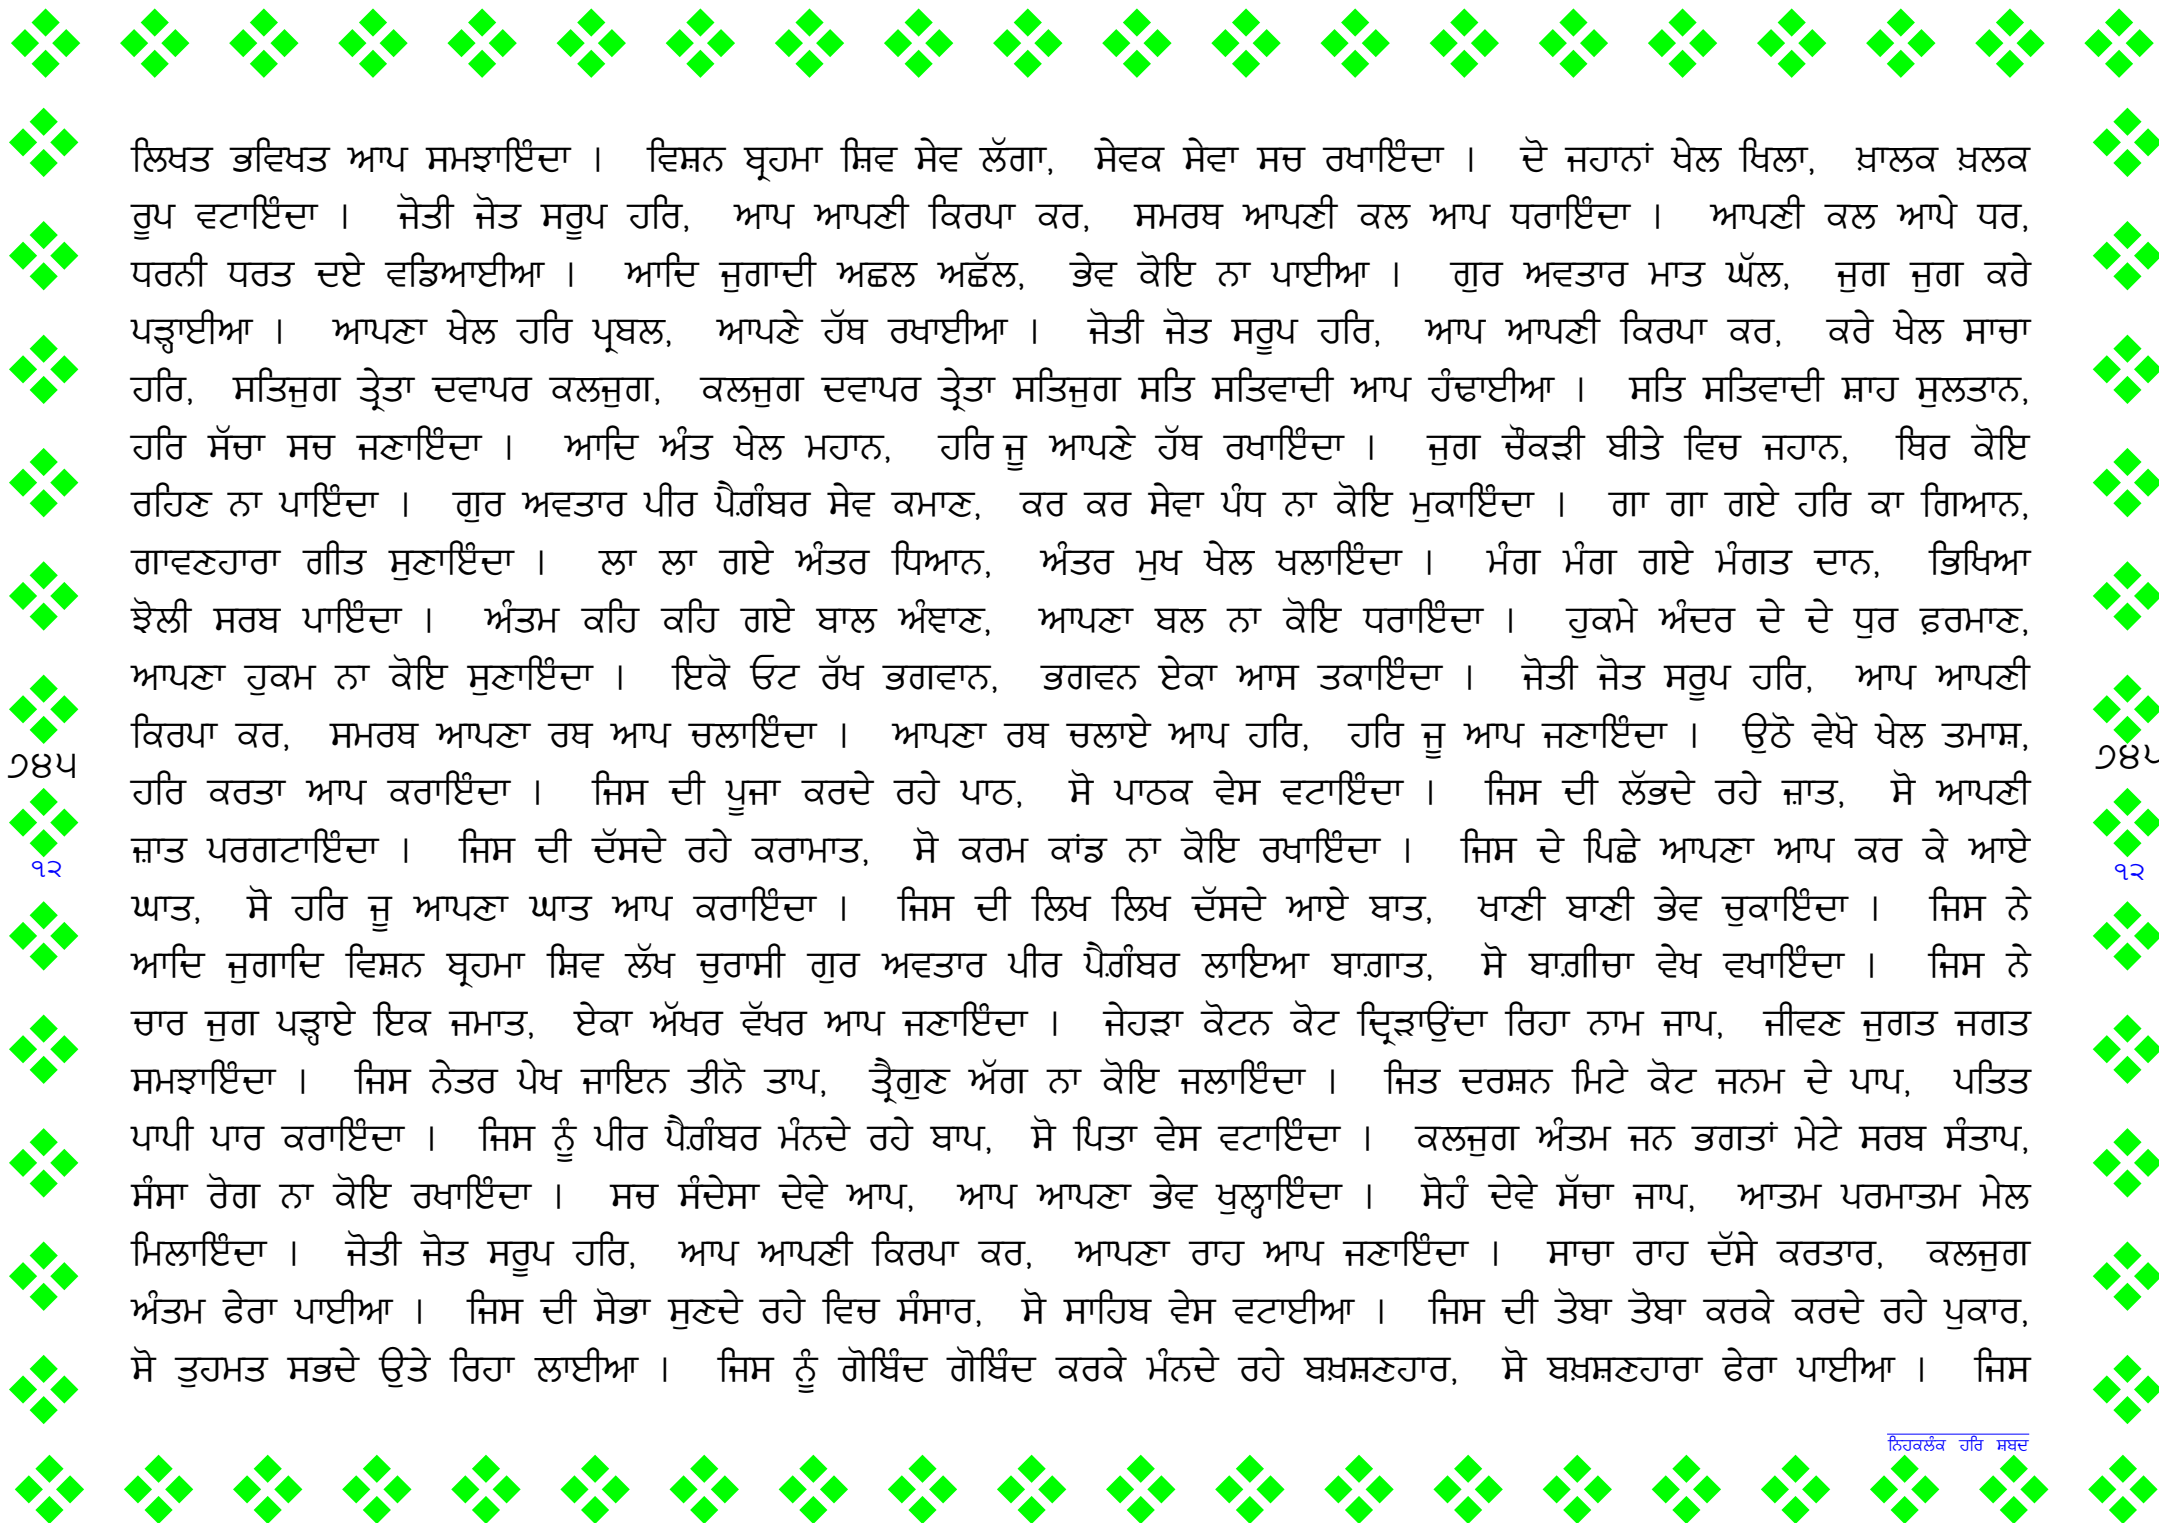 ਲਿਖਤ ਭਵਿਖਤ ਆਪ ਸਮਝਾਇੰਦਾ । ਵਿਸ਼ਨ ਬ੍ਰਹਮਾ ਸ਼ਿਵ ਸੇਵ ਲੱਗਾ, ਸੇਵਕ ਸੇਵਾ ਸਚ ਰਖਾਇੰਦਾ । ਦੋ ਜਹਾਨਾਂ ਖੇਲ ਖਿਲਾ, ਖ਼ਾਲਕ ਖ਼ਲਕ
ਰੂਪ ਵਟਾਇੰਦਾ । ਜੋਤੀ ਜੋਤ ਸਰੂਪ ਹਰਿ, ਆਪ ਆਪਣੀ ਕਿਰਪਾ ਕਰ, ਸਮਰਥ ਆਪਣੀ ਕਲ ਆਪ ਧਰਾਇੰਦਾ । ਆਪਣੀ ਕਲ ਆਪੇ ਧਰ,
ਧਰਨੀ ਧਰਤ ਦਏ ਵਡਿਆਈਆ । ਆਦਿ ਜੁਗਾਦੀ ਅਛਲ ਅਛੱਲ, ਭੇਵ ਕੋਇ ਨਾ ਪਾਈਆ । ਗੁਰ ਅਵਤਾਰ ਮਾਤ ਘੱਲ, ਜੁਗ ਜੁਗ ਕਰੇ
ਪੜ੍ਹਾਈਆ । ਆਪਣਾ ਖੇਲ ਹਰਿ ਪ੍ਰਬਲ, ਆਪਣੇ ਹੱਥ ਰਖਾਈਆ । ਜੋਤੀ ਜੋਤ ਸਰੂਪ ਹਰਿ, ਆਪ ਆਪਣੀ ਕਿਰਪਾ ਕਰ, ਕਰੇ ਖੇਲ ਸਾਚਾ
ਹਰਿ, ਸਤਿਜੁਗ ਤ੍ਰੇਤਾ ਦਵਾਪਰ ਕਲਜੁਗ, ਕਲਜੁਗ ਦਵਾਪਰ ਤ੍ਰੇਤਾ ਸਤਿਜੁਗ ਸਤਿ ਸਤਿਵਾਦੀ ਆਪ ਹੰਢਾਈਆ । ਸਤਿ ਸਤਿਵਾਦੀ ਸ਼ਾਹ ਸੁਲਤਾਨ,
ਹਰਿ ਸੱਚਾ ਸਚ ਜਣਾਇੰਦਾ । ਆਦਿ ਅੰਤ ਖੇਲ ਮਹਾਨ, ਹਰਿ ਜੂ ਆਪਣੇ ਹੱਥ ਰਖਾਇੰਦਾ । ਜੁਗ ਚੌਕੜੀ ਬੀਤੇ ਵਿਚ ਜਹਾਨ, ਥਿਰ ਕੋਇ
ਰਹਿਣ ਨਾ ਪਾਇੰਦਾ । ਗੁਰ ਅਵਤਾਰ ਪੀਰ ਪੈਗ਼ੰਬਰ ਸੇਵ ਕਮਾਣ, ਕਰ ਕਰ ਸੇਵਾ ਪੰਧ ਨਾ ਕੋਇ ਮੁਕਾਇੰਦਾ । ਗਾ ਗਾ ਗਏ ਹਰਿ ਕਾ ਗਿਆਨ,
ਗਾਵਣਹਾਰਾ ਗੀਤ ਸੁਣਾਇੰਦਾ । ਲਾ ਲਾ ਗਏ ਅੰਤਰ ਧਿਆਨ, ਅੰਤਰ ਮੁਖ ਖੇਲ ਖਲਾਇੰਦਾ । ਮੰਗ ਮੰਗ ਗਏ ਮੰਗਤ ਦਾਨ, ਭਿਖਿਆ
ਝੋਲੀ ਸਰਬ ਪਾਇੰਦਾ । ਅੰਤਮ ਕਹਿ ਕਹਿ ਗਏ ਬਾਲ ਅੰਞਾਣ, ਆਪਣਾ ਬਲ ਨਾ ਕੋਇ ਧਰਾਇੰਦਾ । ਹੁਕਮੇ ਅੰਦਰ ਦੇ ਦੇ ਧੁਰ ਫ਼ਰਮਾਣ,
ਆਪਣਾ ਹੁਕਮ ਨਾ ਕੋਇ ਸੁਣਾਇੰਦਾ । ਇਕੋ ਓਟ ਰੱਖ ਭਗਵਾਨ, ਭਗਵਨ ਏਕਾ ਆਸ ਤਕਾਇੰਦਾ । ਜੋਤੀ ਜੋਤ ਸਰੂਪ ਹਰਿ, ਆਪ ਆਪਣੀ
ਕਿਰਪਾ ਕਰ, ਸਮਰਥ ਆਪਣਾ ਰਥ ਆਪ ਚਲਾਇੰਦਾ । ਆਪਣਾ ਰਥ ਚਲਾਏ ਆਪ ਹਰਿ, ਹਰਿ ਜੂ ਆਪ ਜਣਾਇੰਦਾ । ਉਠੋ ਵੇਖੋ ਖੇਲ ਤਮਾਸ਼,
੭੪੫ ਹਰਿ ਕਰਤਾ ਆਪ ਕਰਾਇੰਦਾ । ਜਿਸ ਦੀ ਪੂਜਾ ਕਰਦੇ ਰਹੇ ਪਾਠ, ਸੋ ਪਾਠਕ ਵੇਸ ਵਟਾਇੰਦਾ । ਜਿਸ ਦੀ ਲੱਭਦੇ ਰਹੇ ਜ਼ਾਤ, ਸੋ ਆਪਣੀ ੭੪੫
ਜ਼ਾਤ ਪਰਗਟਾਇੰਦਾ । ਜਿਸ ਦੀ ਦੱਸਦੇ ਰਹੇ ਕਰਾਮਾਤ, ਸੋ ਕਰਮ ਕਾਂਡ ਨਾ ਕੋਇ ਰਖਾਇੰਦਾ । ਜਿਸ ਦੇ ਪਿਛੇ ਆਪਣਾ ਆਪ ਕਰ ਕੇ ਆਏ
੧੨ ਘਾਤ, ਸੋ ਹਰਿ ਜੂ ਆਪਣਾ ਘਾਤ ਆਪ ਕਰਾਇੰਦਾ । ਜਿਸ ਦੀ ਲਿਖ ਲਿਖ ਦੱਸਦੇ ਆਏ ਬਾਤ, ਖਾਣੀ ਬਾਣੀ ਭੇਵ ਚੁਕਾਇੰਦਾ । ਜਿਸ ਨੇ ੧੨
ਆਦਿ ਜੁਗਾਦਿ ਵਿਸ਼ਨ ਬ੍ਰਹਮਾ ਸ਼ਿਵ ਲੱਖ ਚੁਰਾਸੀ ਗੁਰ ਅਵਤਾਰ ਪੀਰ ਪੈਗ਼ੰਬਰ ਲਾਇਆ ਬਾਗ਼ਾਤ, ਸੋ ਬਾਗ਼ੀਚਾ ਵੇਖ ਵਖਾਇੰਦਾ । ਜਿਸ ਨੇ
ਚਾਰ ਜੁਗ ਪੜ੍ਹਾਏ ਇਕ ਜਮਾਤ, ਏਕਾ ਅੱਖਰ ਵੱਖਰ ਆਪ ਜਣਾਇੰਦਾ । ਜੇਹੜਾ ਕੋਟਨ ਕੋਟ ਦ੍ਰਿੜਾਉਂਦਾ ਰਿਹਾ ਨਾਮ ਜਾਪ, ਜੀਵਣ ਜੁਗਤ ਜਗਤ
ਸਮਝਾਇੰਦਾ । ਜਿਸ ਨੇਤਰ ਪੇਖ ਜਾਇਨ ਤੀਨੋ ਤਾਪ, ਤ੍ਰੈਗੁਣ ਅੱਗ ਨਾ ਕੋਇ ਜਲਾਇੰਦਾ । ਜਿਤ ਦਰਸ਼ਨ ਮਿਟੇ ਕੋਟ ਜਨਮ ਦੇ ਪਾਪ, ਪਤਿਤ
ਪਾਪੀ ਪਾਰ ਕਰਾਇੰਦਾ । ਜਿਸ ਨੂੰ ਪੀਰ ਪੈਗ਼ੰਬਰ ਮੰਨਦੇ ਰਹੇ ਬਾਪ, ਸੋ ਪਿਤਾ ਵੇਸ ਵਟਾਇੰਦਾ । ਕਲਜੁਗ ਅੰਤਮ ਜਨ ਭਗਤਾਂ ਮੇਟੇ ਸਰਬ ਸੰਤਾਪ,
ਸੰਸਾ ਰੋਗ ਨਾ ਕੋਇ ਰਖਾਇੰਦਾ । ਸਚ ਸੰਦੇਸਾ ਦੇਵੇ ਆਪ, ਆਪ ਆਪਣਾ ਭੇਵ ਖੁਲ੍ਹਾਇੰਦਾ । ਸੋਹੰ ਦੇਵੇ ਸੱਚਾ ਜਾਪ, ਆਤਮ ਪਰਮਾਤਮ ਮੇਲ
ਮਿਲਾਇੰਦਾ । ਜੋਤੀ ਜੋਤ ਸਰੂਪ ਹਰਿ, ਆਪ ਆਪਣੀ ਕਿਰਪਾ ਕਰ, ਆਪਣਾ ਰਾਹ ਆਪ ਜਣਾਇੰਦਾ । ਸਾਚਾ ਰਾਹ ਦੱਸੇ ਕਰਤਾਰ, ਕਲਜੁਗ
ਅੰਤਮ ਫੇਰਾ ਪਾਈਆ । ਜਿਸ ਦੀ ਸੋਭਾ ਸੁਣਦੇ ਰਹੇ ਵਿਚ ਸੰਸਾਰ, ਸੋ ਸਾਹਿਬ ਵੇਸ ਵਟਾਈਆ । ਜਿਸ ਦੀ ਤੋਬਾ ਤੋਬਾ ਕਰਕੇ ਕਰਦੇ ਰਹੇ ਪੁਕਾਰ,
ਸੋ ਤੁਹਮਤ ਸਭਦੇ ਉਤੇ ਰਿਹਾ ਲਾਈਆ । ਜਿਸ ਨੂੰ ਗੋਬਿੰਦ ਗੋਬਿੰਦ ਕਰਕੇ ਮੰਨਦੇ ਰਹੇ ਬਖ਼ਸ਼ਣਹਾਰ, ਸੋ ਬਖ਼ਸ਼ਣਹਾਰਾ ਫੇਰਾ ਪਾਈਆ । ਜਿਸ
ਨਿਹਕਲੰਕ ਹਰਿ ਸ਼ਬਦ